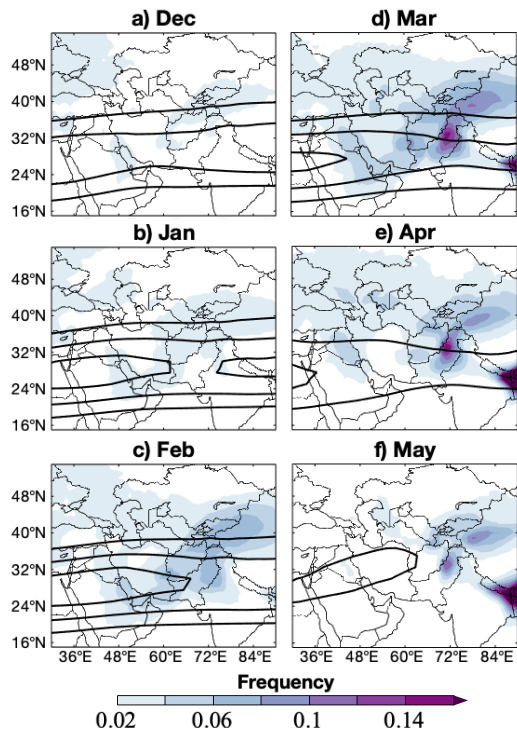 a) Dec
d) Mar
48°N
40°N
32°N
24°N
16°N
b) Jan
e) Apr
48°N
40°N
32°N
24°N
16°N
c) Feb
f) May
48°N
40°N
32°N
24°N
16°N
36°E 48°E 60°E 72°E 84°E 36°E 48°E 60°E 72°E 84°E
Frequency
0.02 0.06 0.1 0.14